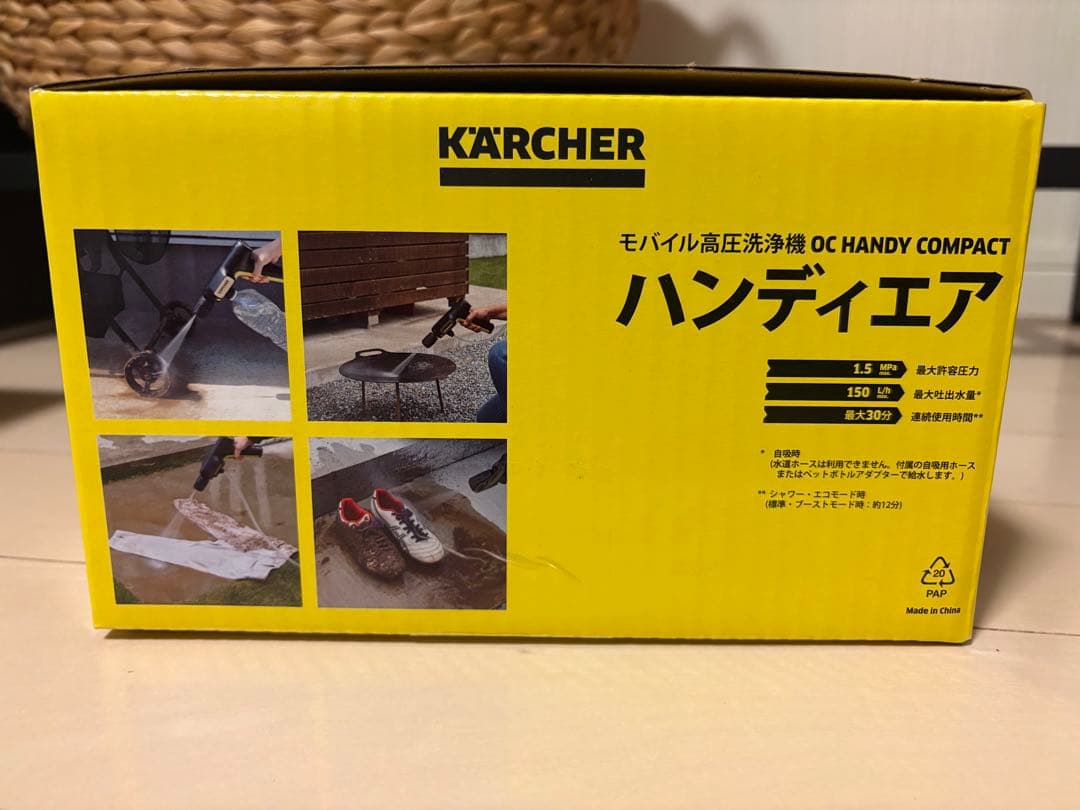 KÄRCHER
モバイル高圧洗浄機 OC HANDY COMPACT
ハンディエア
1.5 MPa max. 最大許容圧力
150 L/h max. 最大吐出水量*
最大30分 連続使用時間**
* 自吸時
(水道ホースは利用できません。付属の自吸用ホース
またはペットボトルアダプターで給水します。)
** シャワー・エコモード時
(標準・ブーストモード時：約12分)
20
PAP
Made in China